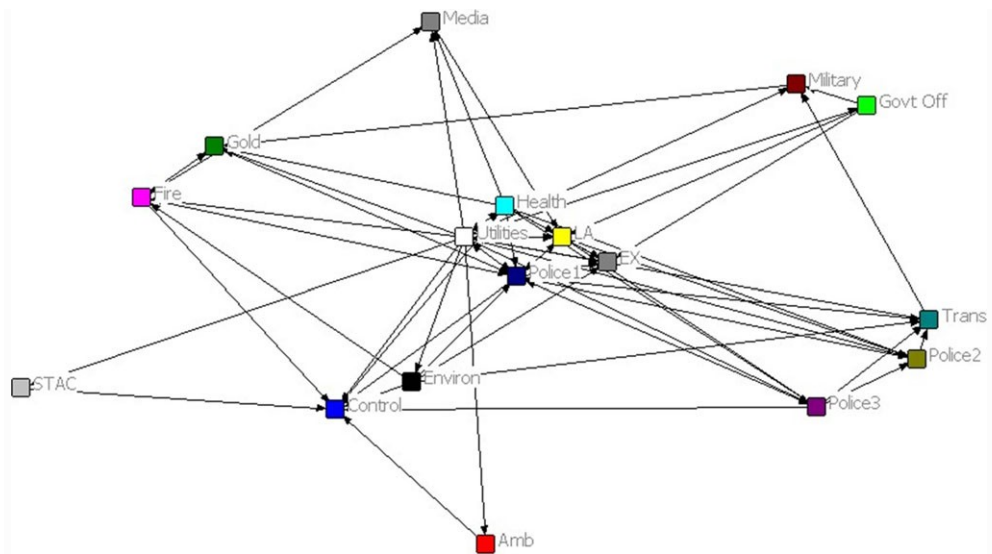 Media
Military
Govt Off
Gold
Fire
Health
Utilities
LA
EX
Police1
Trans
Police2
Environ
STAC
Control
Police3
Amb